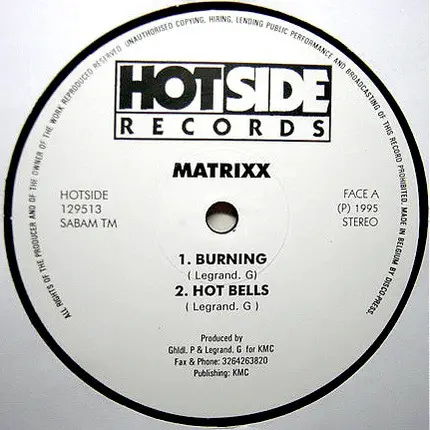 ALL RIGHTS OF THE PRODUCER AND OF THE OWNER OF THE WORK REPRODUCED RESERVED. UNAUTHORISED COPYING, HIRING, LENDING PUBLIC PERFORMANCE AND BROADCASTING OF THIS RECORD PROHIBITED. MADE IN BELGIUM BY DISCO-PRESS.
HOTSIDE
RECORDS
MATRIXX
HOTSIDE
129513
SABAM TM
FACE A
(P) 1995
STEREO
1. BURNING
( Legrand. G)
2. HOT BELLS
( Legrand. G )
Produced by
Ghldl. P & Legrand. G for KMC
Fax & Phone: 3264263820
Publishing: KMC